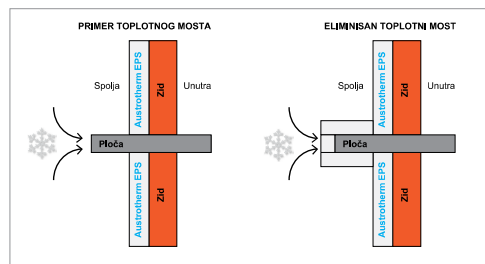 PRIMER TOPLOTNOG MOSTA
Spolja
Austrotherm EPS
Zid
Unutra
Ploča
Austrotherm EPS
Zid
ELIMINISAN TOPLOTNI MOST
Spolja
Austrotherm EPS
Zid
Unutra
Ploča
Austrotherm EPS
Zid